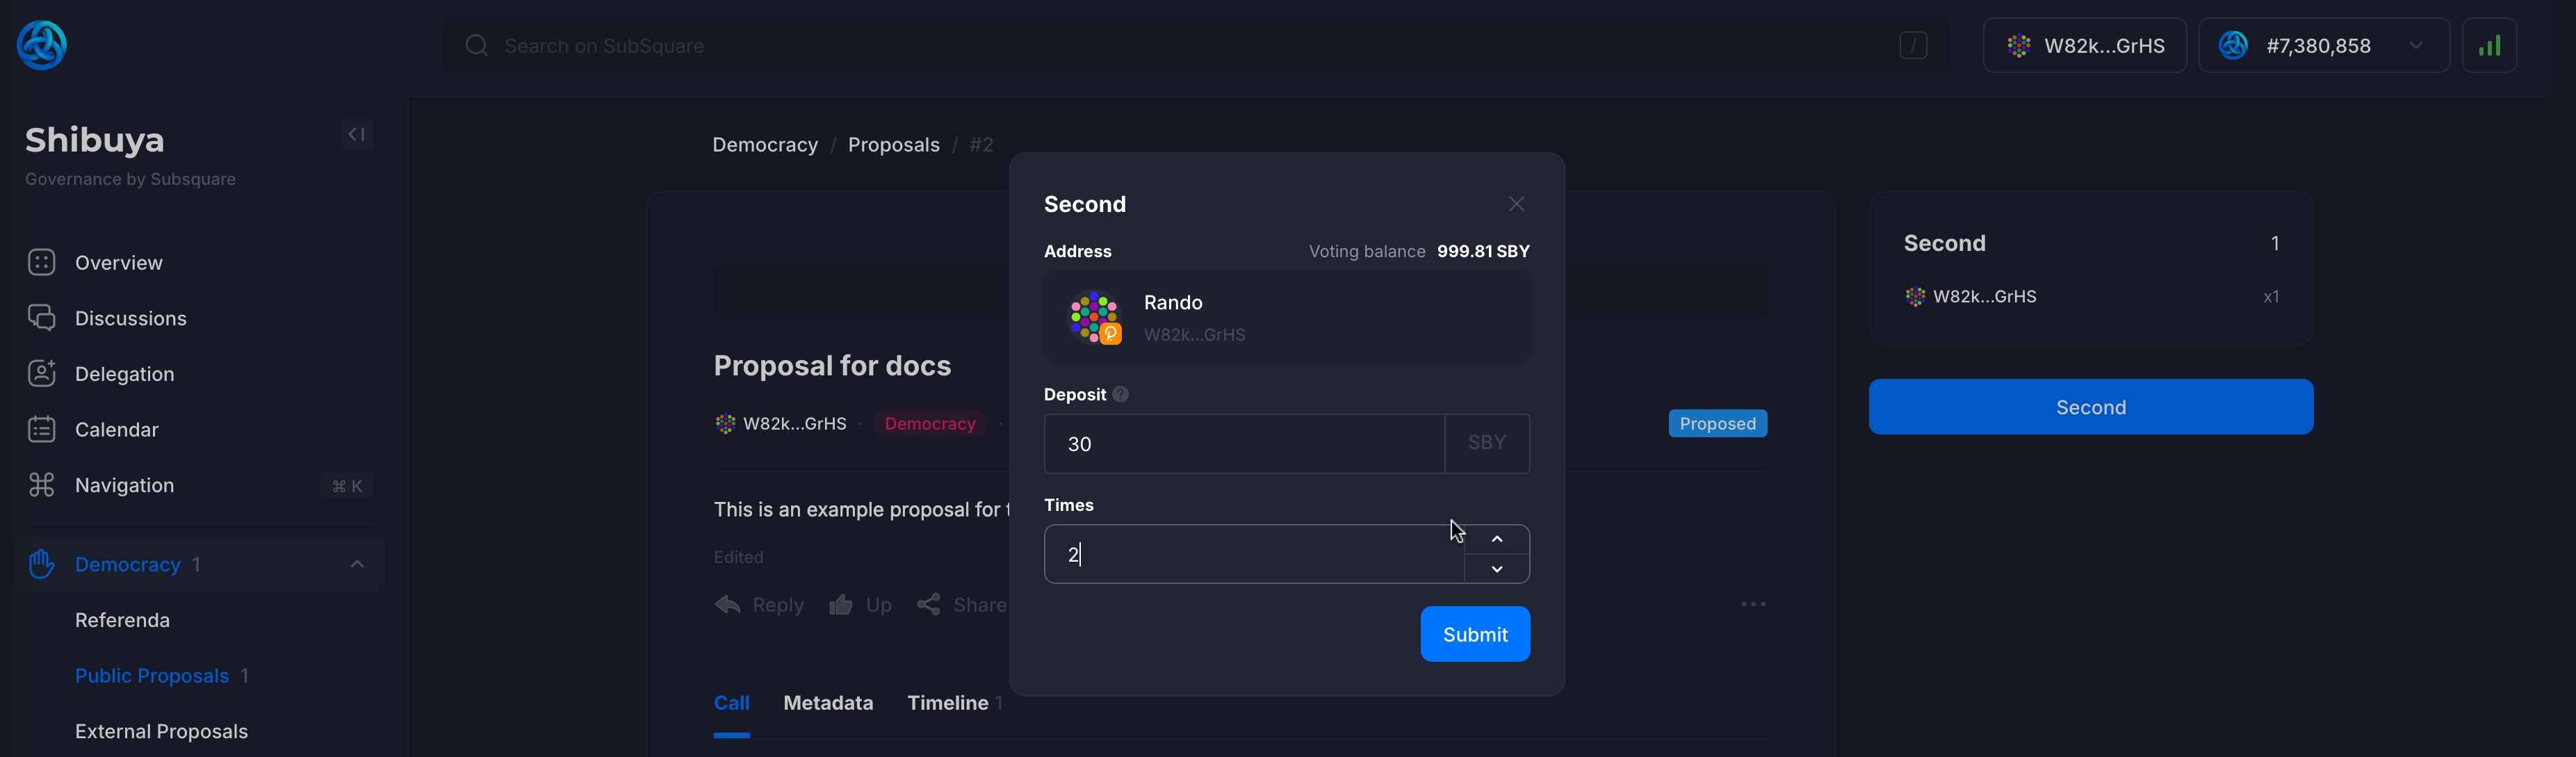 Search on SubSquare
/
W82k...GrHS
#7,380,858
Shibuya
Governance by Subsquare
Overview
Discussions
Delegation
Calendar
Navigation
⌘ K
Democracy 1
Referenda
Public Proposals 1
External Proposals
Democracy / Proposals / #2
Proposal for docs
W82k...GrHS · Democracy ·
Proposed
This is an example proposal for
Edited
Reply
Up
Share
Call
Metadata
Timeline 1
Second
Address
Voting balance 999.81 SBY
Rando
W82k...GrHS
Deposit ?
30
SBY
Times
2
Submit
Second
1
W82k...GrHS
x1
Second